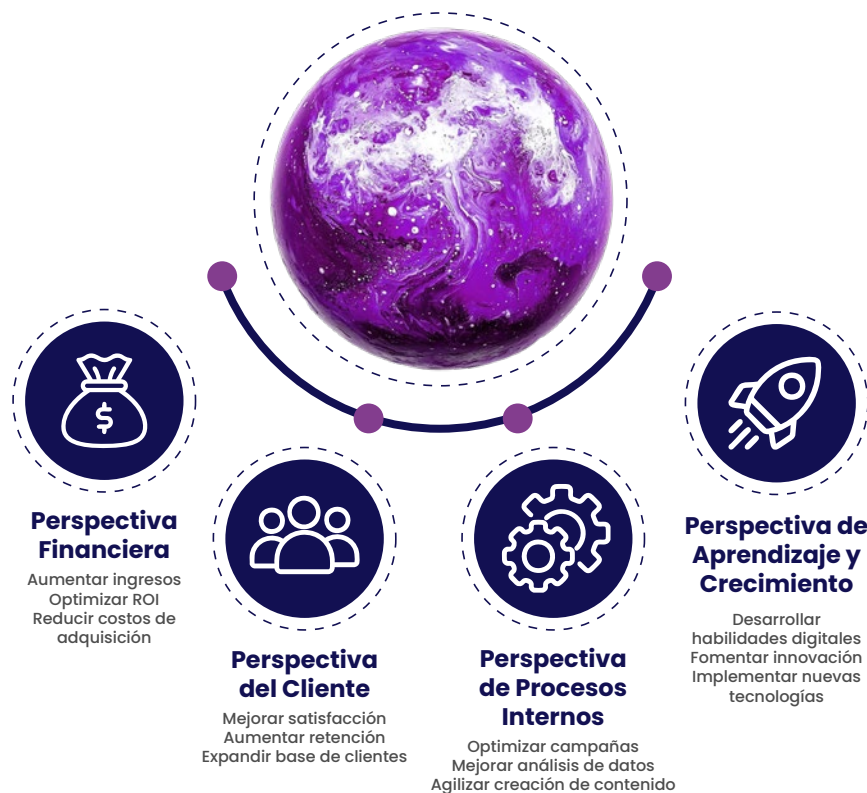 $
Perspectiva
Financiera
Aumentar ingresos
Optimizar ROI
Reducir costos de
adquisición
Perspectiva
del Cliente
Mejorar satisfacción
Aumentar retención
Expandir base de clientes
Perspectiva
de Procesos
Internos
Optimizar campañas
Mejorar análisis de datos
Agilizar creación de contenido
Perspectiva de
Aprendizaje y
Crecimiento
Desarrollar
habilidades digitales
Fomentar innovación
Implementar nuevas
tecnologías